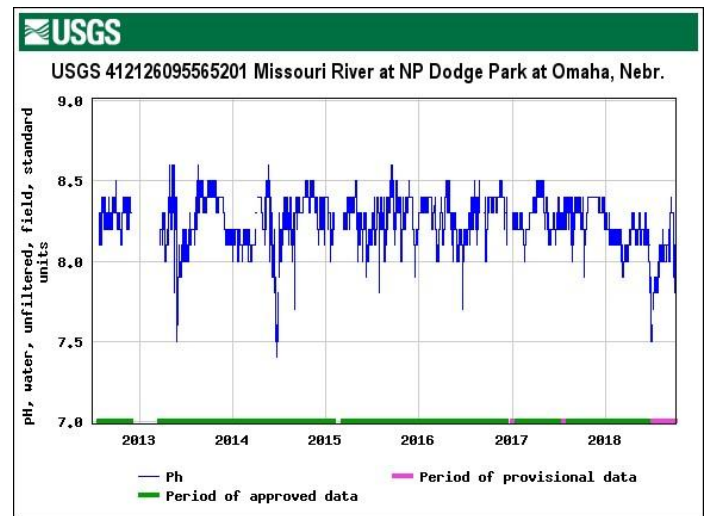 USGS
USGS 412126095565201 Missouri River at NP Dodge Park at Omaha, Nebr.
pH, water, unfiltered, field, standard
units
9.0
8.5
8.0
7.5
7.0
2013 2014 2015 2016 2017 2018
Ph Period of provisional data
Period of approved data